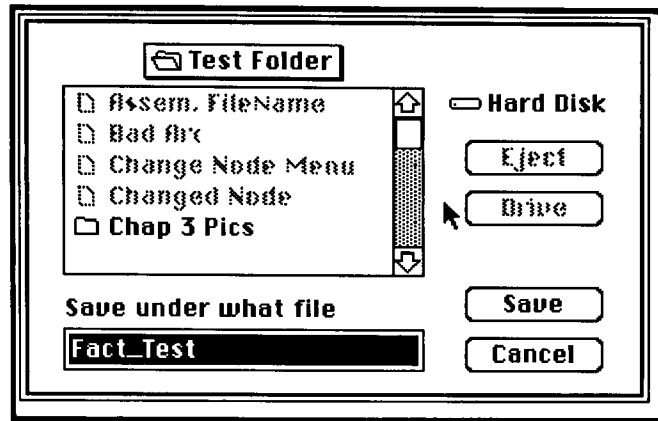 Test Folder
Assem. FileName
Bad Arc
Change Node Menu
Changed Node
Chap 3 Pics
Hard Disk
Eject
Drive
Save under what file
Fact_Test
Save
Cancel